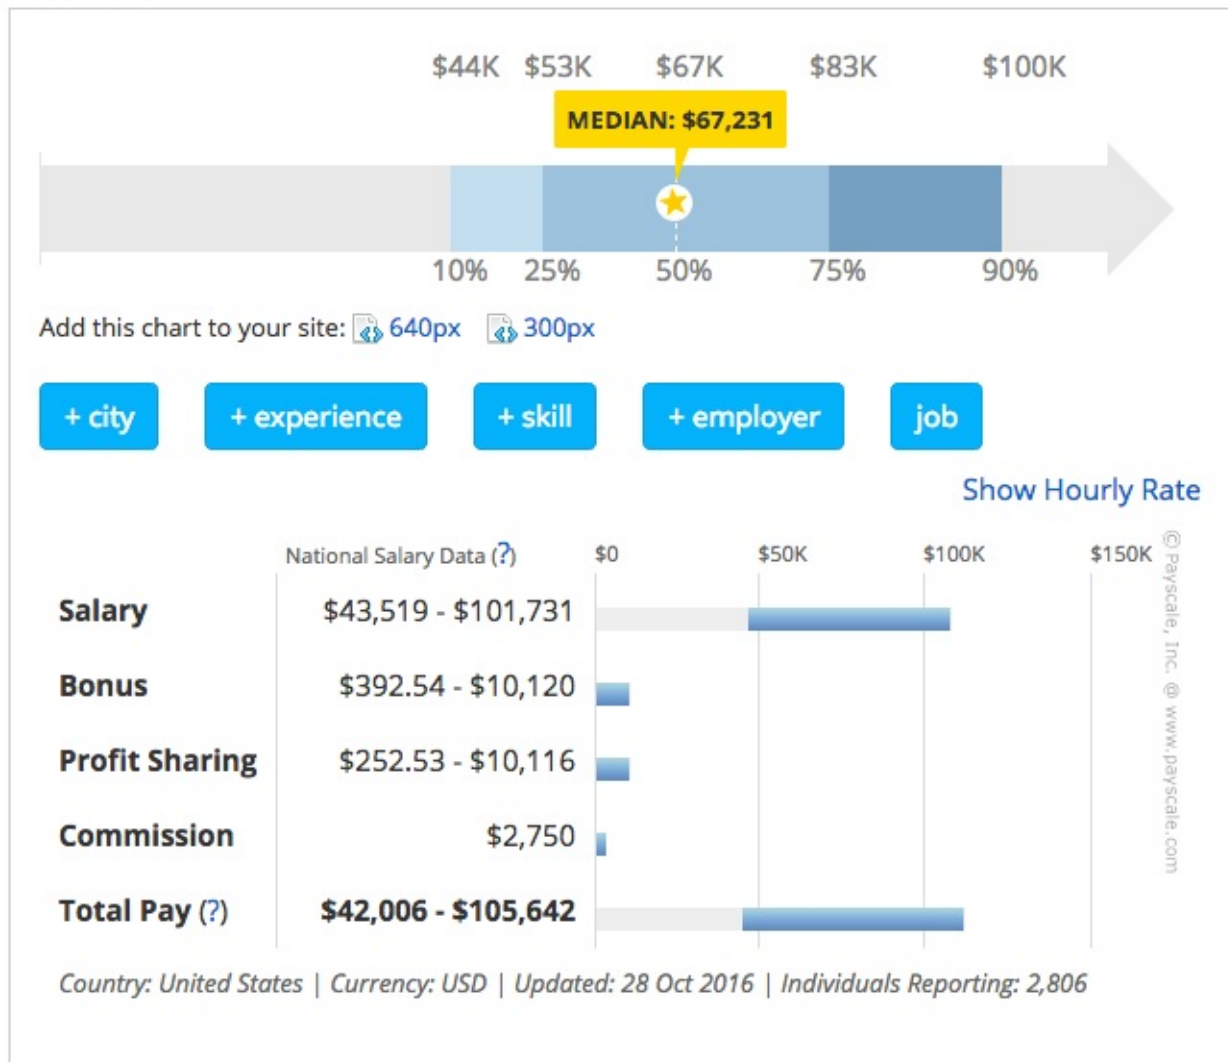 $44K $53K $67K $83K $100K
MEDIAN: $67,231
10% 25% 50% 75% 90%
Add this chart to your site: 640px 300px
+ city + experience + skill + employer job
Show Hourly Rate
National Salary Data (?) $0 $50K $100K $150K
Salary $43,519 - $101,731
Bonus $392.54 - $10,120
Profit Sharing $252.53 - $10,116
Commission $2,750
Total Pay (?) $42,006 - $105,642
© Payscale, Inc. @ www.payscale.com
Country: United States | Currency: USD | Updated: 28 Oct 2016 | Individuals Reporting: 2,806